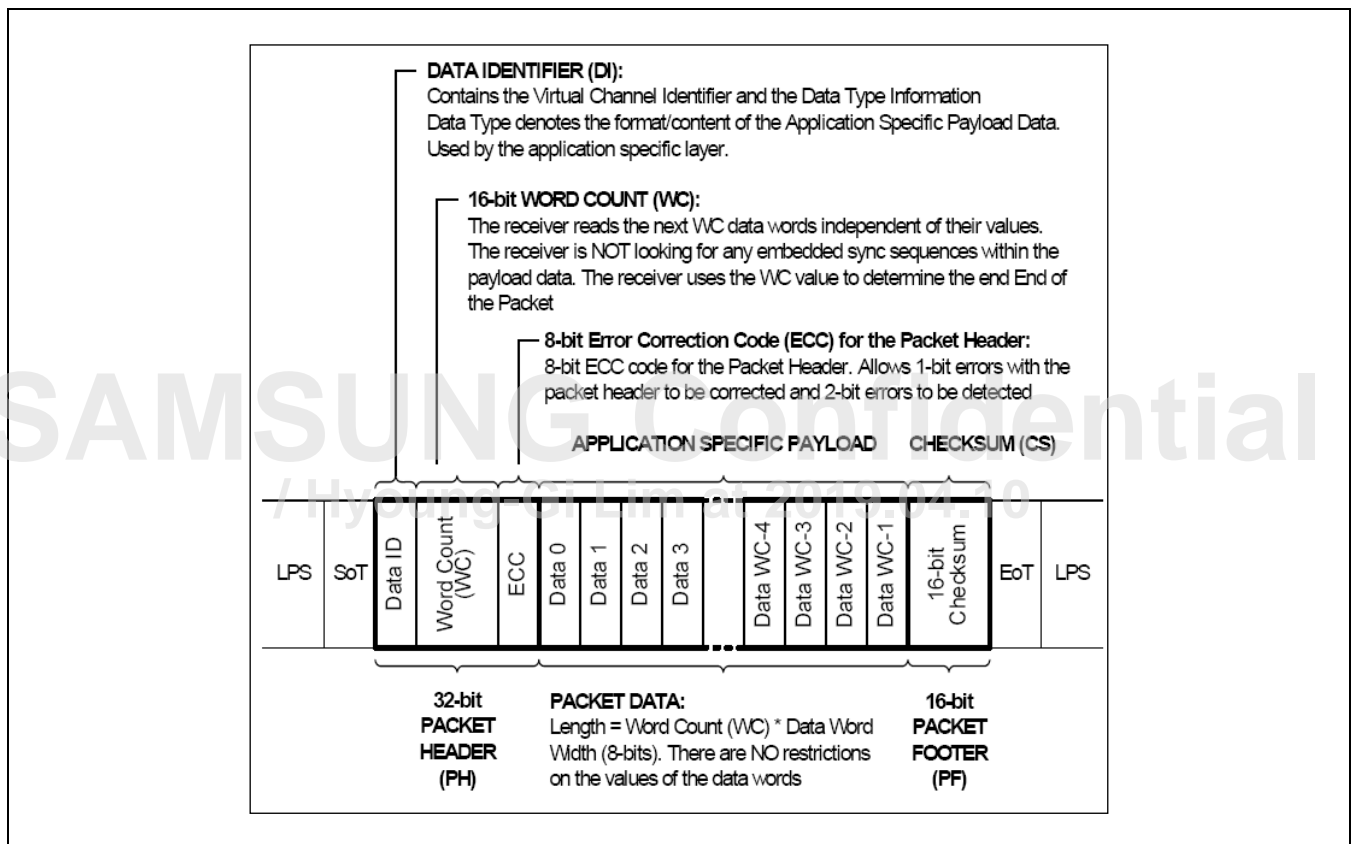 DATA IDENTIFIER (DI):
Contains the Virtual Channel Identifier and the Data Type Information
Data Type denotes the format/content of the Application Specific Payload Data.
Used by the application specific layer.
16-bit WORD COUNT (WC):
The receiver reads the next WC data words independent of their values.
The receiver is NOT looking for any embedded sync sequences within the
payload data. The receiver uses the WC value to determine the end End of
the Packet
8-bit Error Correction Code (ECC) for the Packet Header:
8-bit ECC code for the Packet Header. Allows 1-bit errors with the
packet header to be corrected and 2-bit errors to be detected
SAMSUNG Confidential
APPLICATION SPECIFIC PAYLOAD
CHECKSUM (CS)
/ Hyoung-Gi Lim at 2019.04.10
LPS
SoT
Data ID
Word Count
(WC)
ECC
Data 0
Data 1
Data 2
Data 3
Data WC-4
Data WC-3
Data WC-2
Data WC-1
16-bit
Checksum
EoT
LPS
32-bit
PACKET
HEADER
(PH)
PACKET DATA:
Length = Word Count (WC) * Data Word
Width (8-bits). There are NO restrictions
on the values of the data words
16-bit
PACKET
FOOTER
(PF)